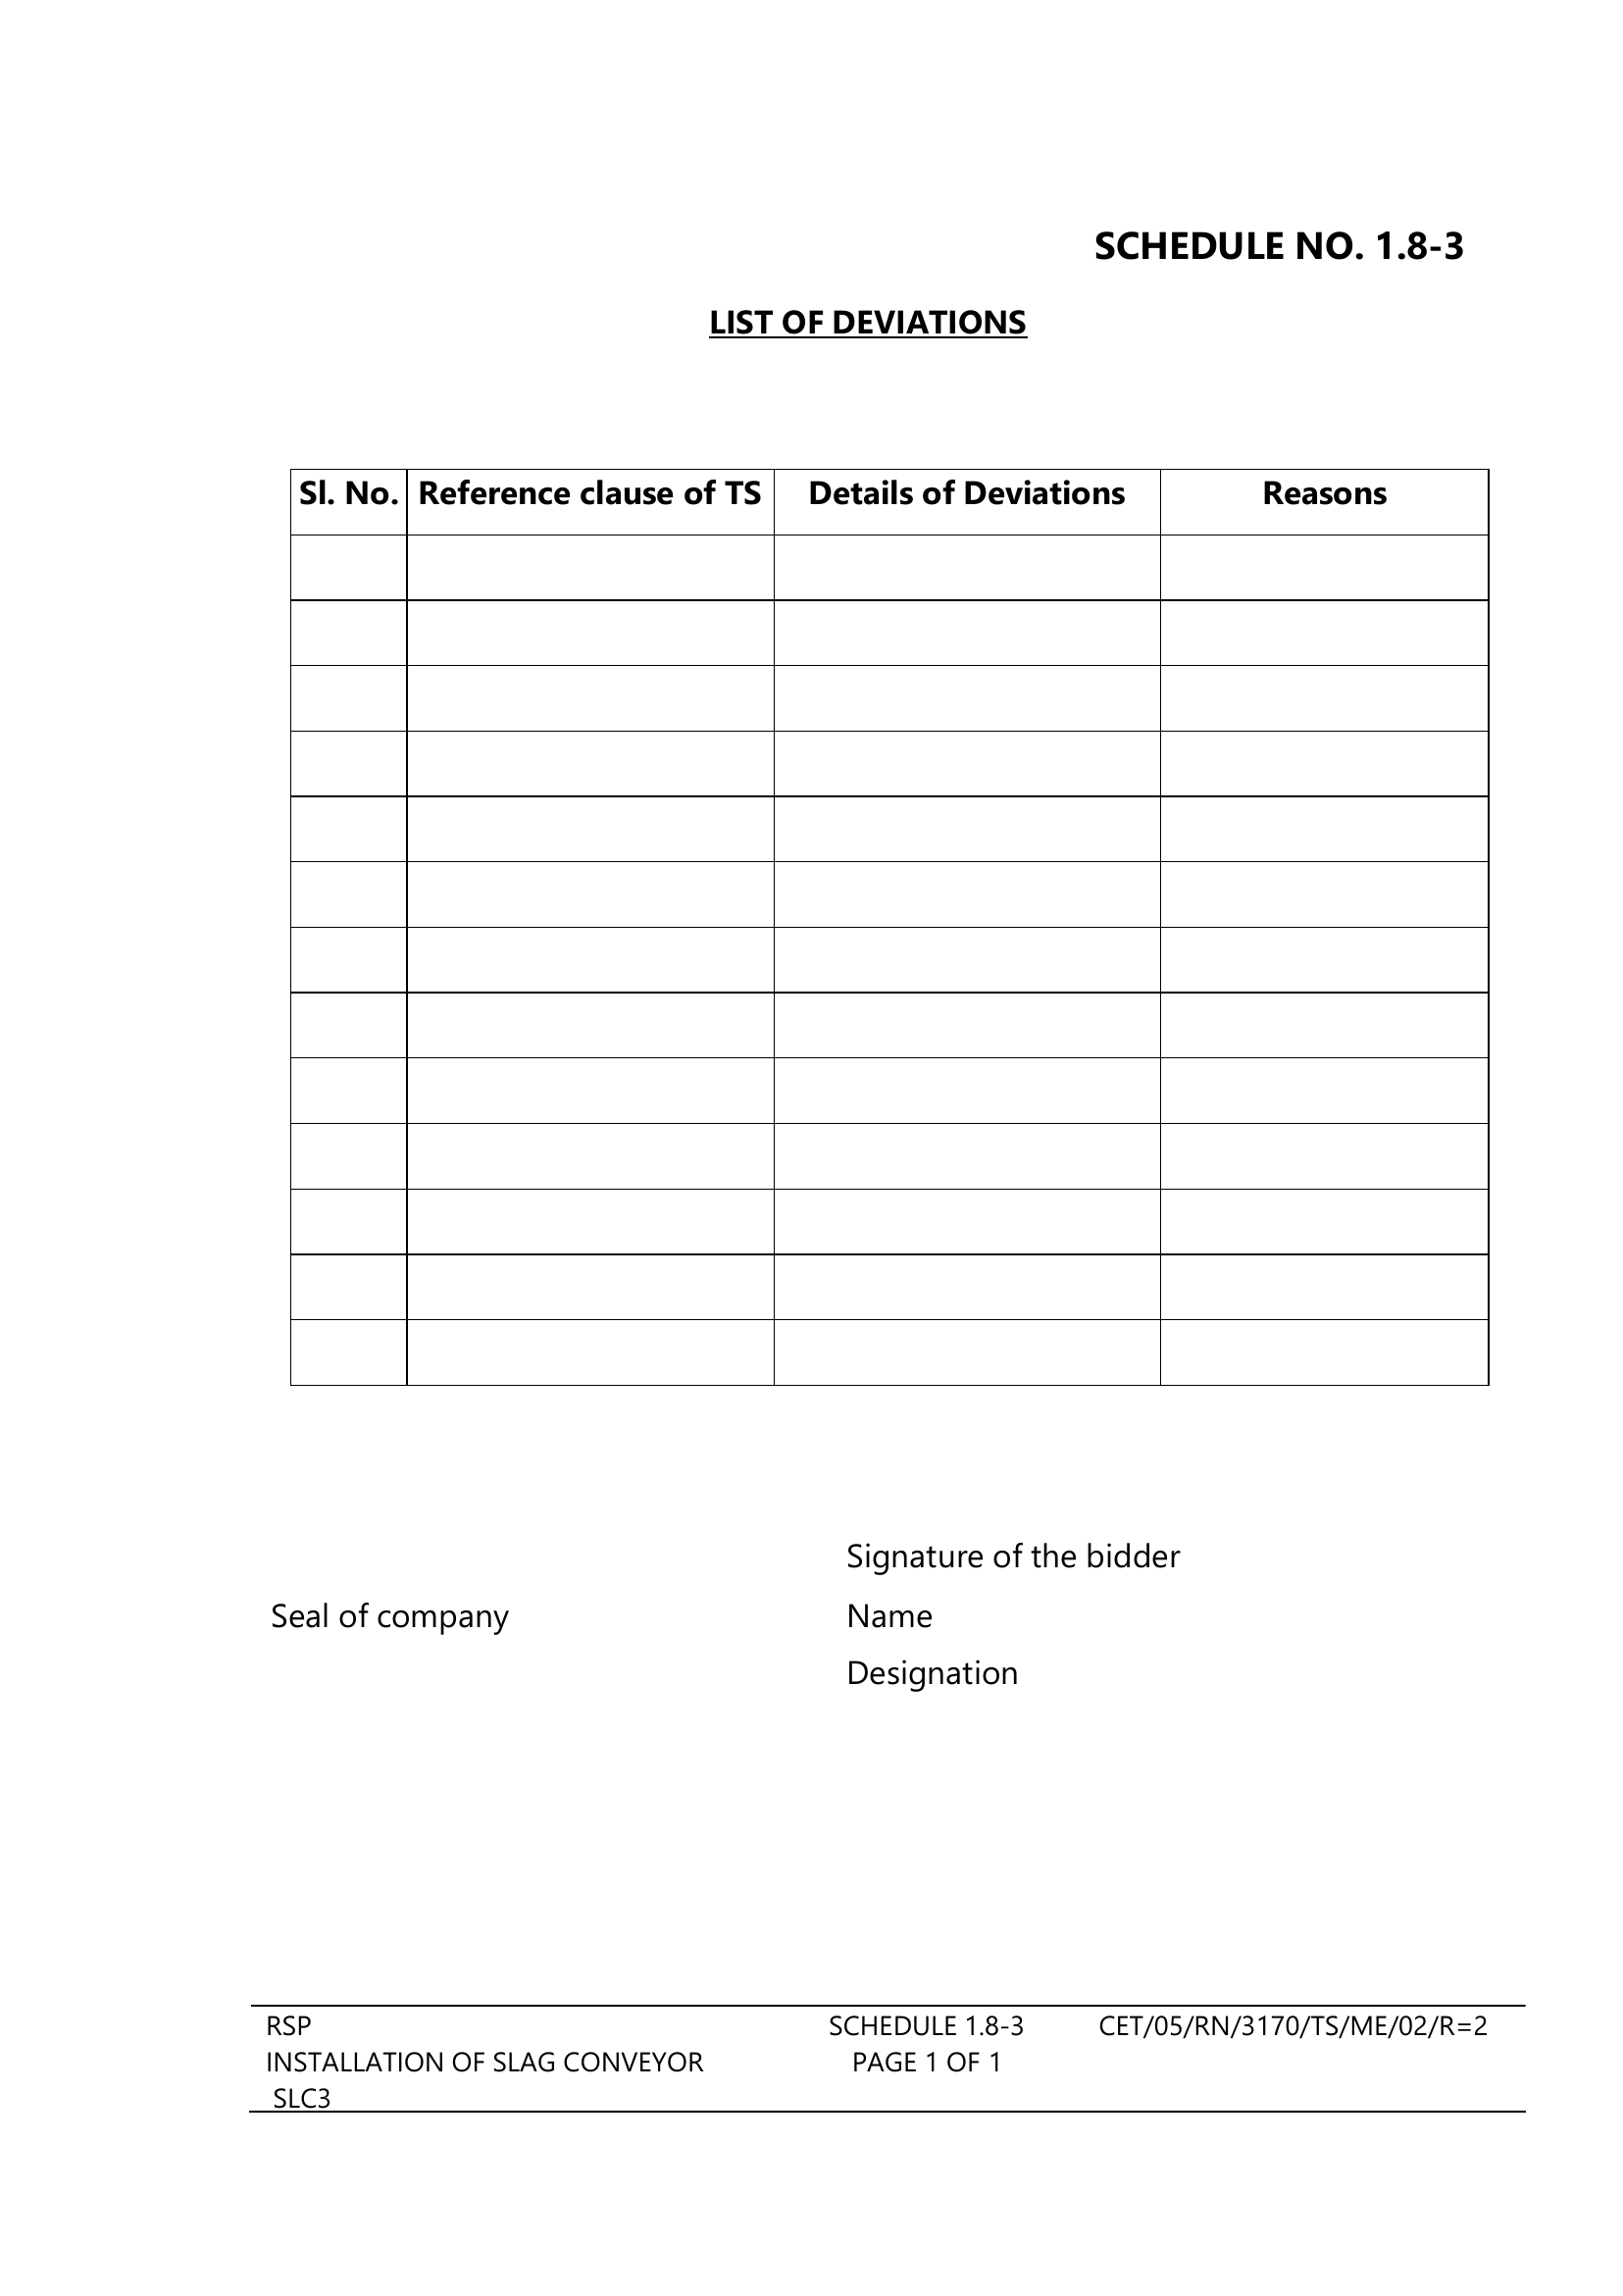 SCHEDULE NO. 1.8-3
LIST OF DEVIATIONS
Sl. No. Reference clause of TS Details of Deviations Reasons
Signature of the bidder
Seal of company Name
Designation
RSP SCHEDULE 1.8-3 CET/05/RN/3170/TS/ME/02/R=2
INSTALLATION OF SLAG CONVEYOR PAGE 1 OF 1
SLC3